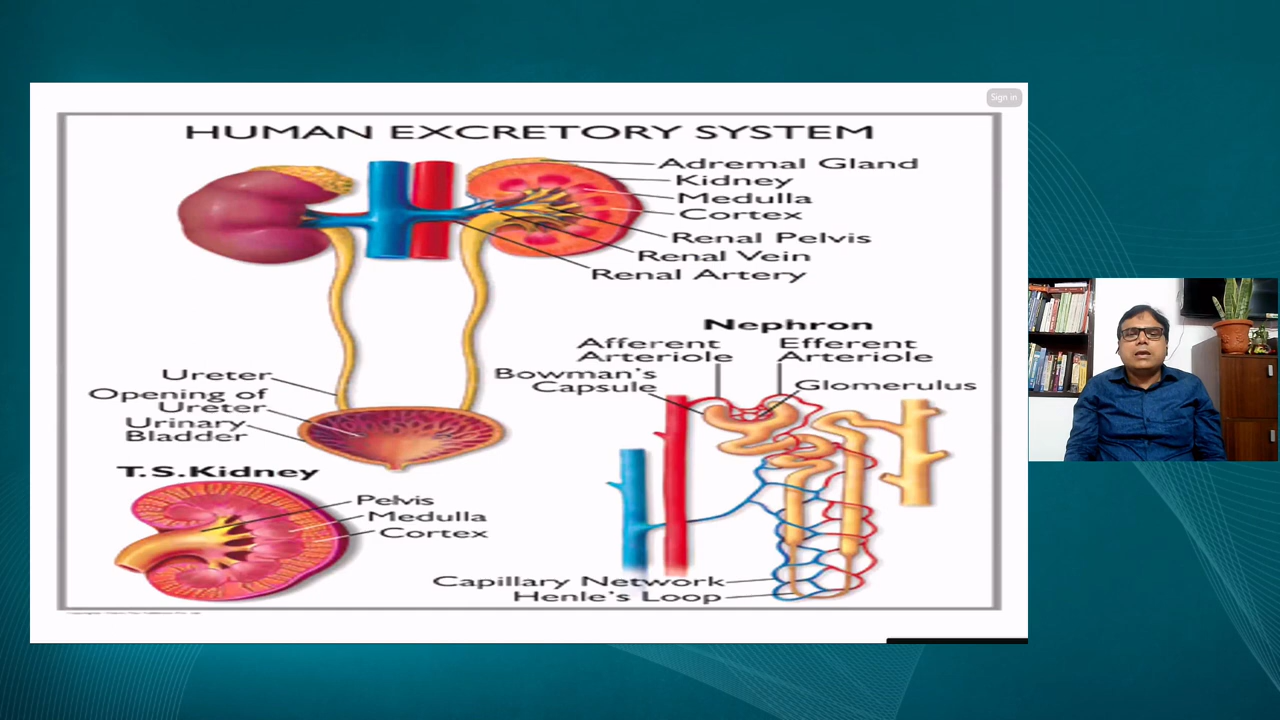 Sign in
HUMAN EXCRETORY SYSTEM
Adremal Gland
Kidney
Medulla
Cortex
Renal Pelvis
Renal Vein
Renal Artery
Ureter
Opening of
Ureter
Urinary
Bladder
Nephron
Afferent
Arteriole
Efferent
Arteriole
Bowman's
Capsule
Glomerulus
Capillary Network
Henle's Loop
T.S.Kidney
Pelvis
Medulla
Cortex